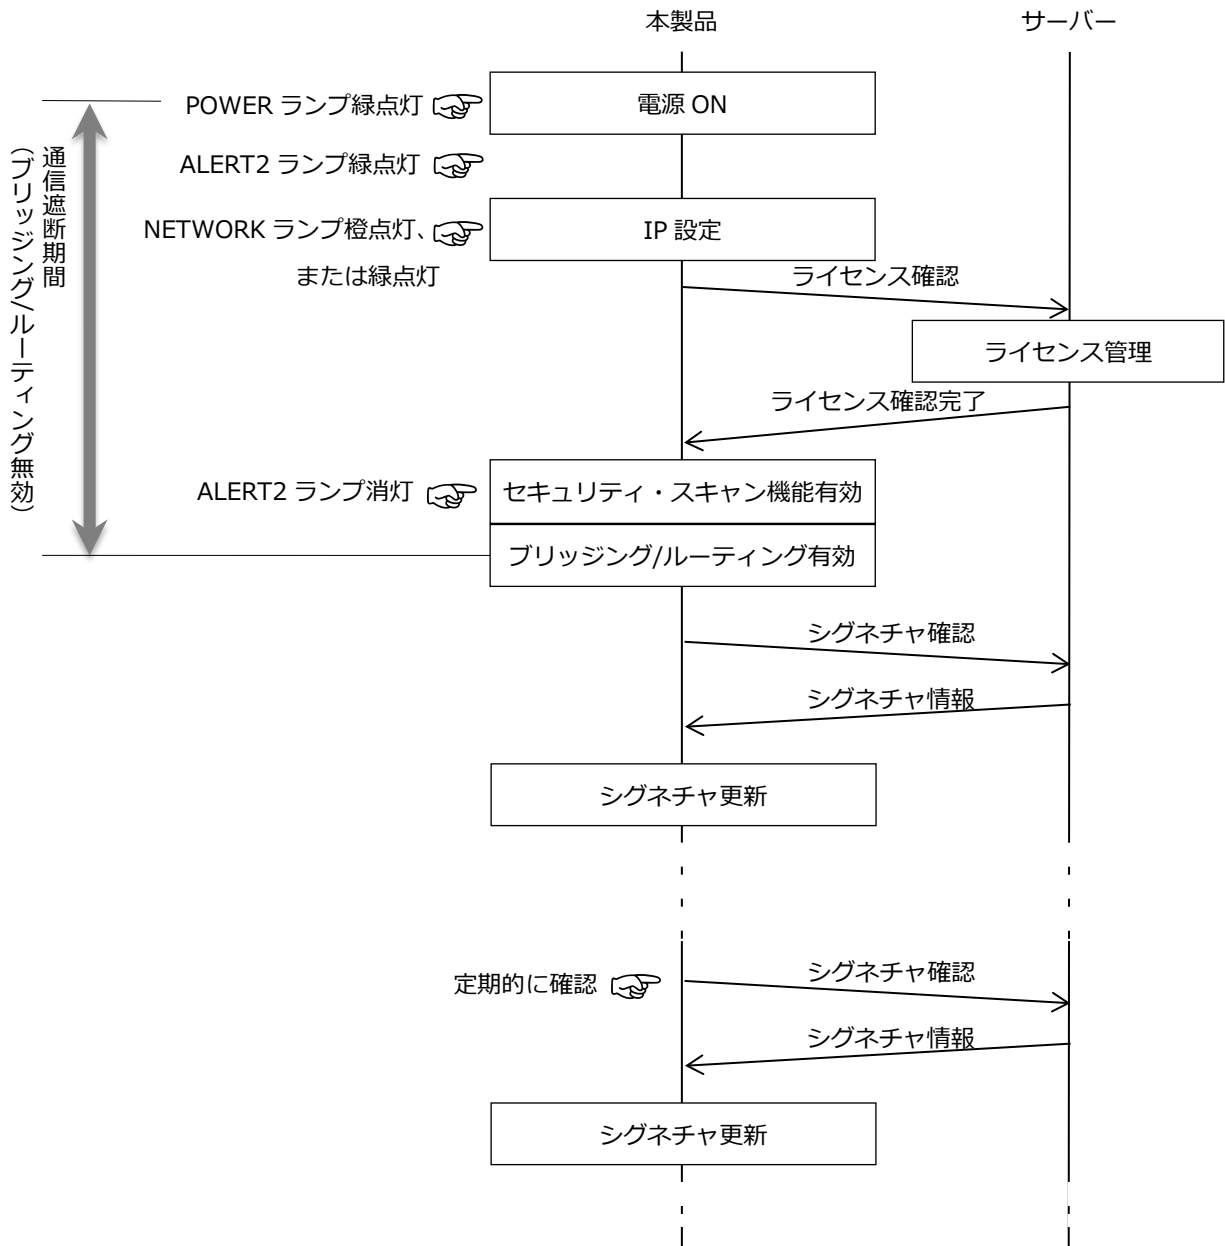 本製品
サーバー
POWER ランプ緑点灯
電源 ON
通信遮断期間
（ブリッジング/ルーティング無効）
ALERT2 ランプ緑点灯
NETWORK ランプ橙点灯、
または緑点灯
IP 設定
ライセンス確認
ライセンス管理
ライセンス確認完了
ALERT2 ランプ消灯
セキュリティ・スキャン機能有効
ブリッジング/ルーティング有効
シグネチャ確認
シグネチャ情報
シグネチャ更新
定期的に確認
シグネチャ確認
シグネチャ情報
シグネチャ更新